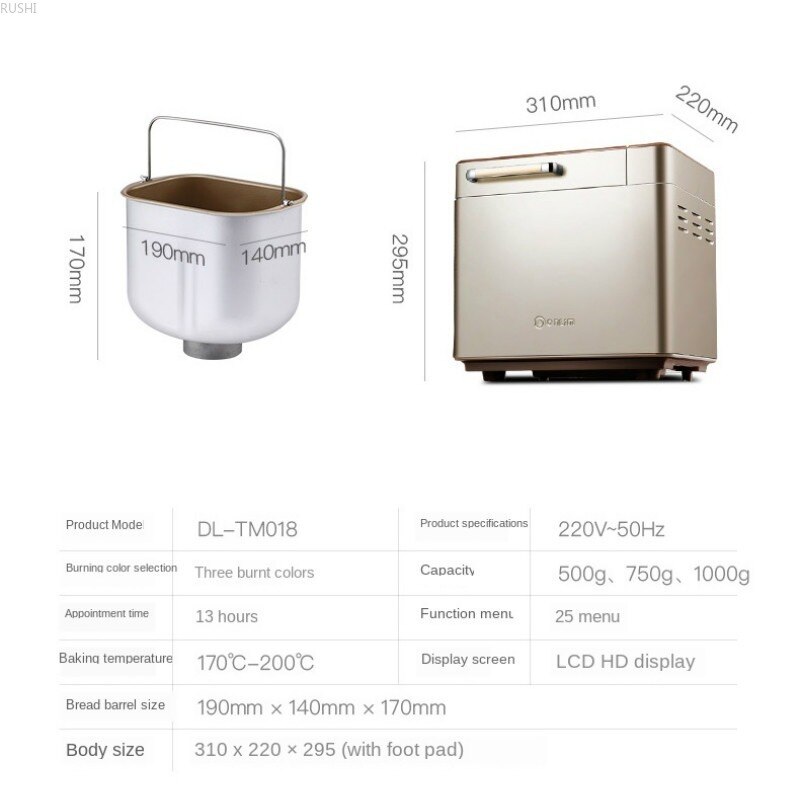 RUSHI
310mm
220mm
170mm
190mm
140mm
295mm
Product Model
DL-TM018
Product specifications
220V~50Hz
Burning color selection
Three burnt colors
Capacity
500g、750g、1000g
Appointment time
13 hours
Function menu
25 menu
Baking temperature
170℃-200℃
Display screen
LCD HD display
Bread barrel size
190mm × 140mm × 170mm
Body size
310 x 220 × 295 (with foot pad)